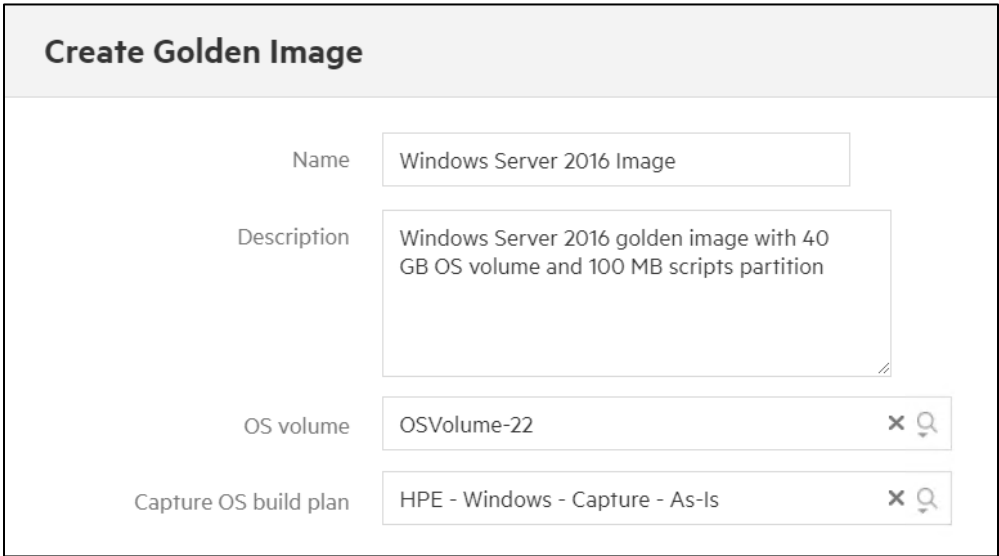 Create Golden Image
Name
Windows Server 2016 Image
Description
Windows Server 2016 golden image with 40
GB OS volume and 100 MB scripts partition
OS volume
OSVolume-22
Capture OS build plan
HPE - Windows - Capture - As-Is